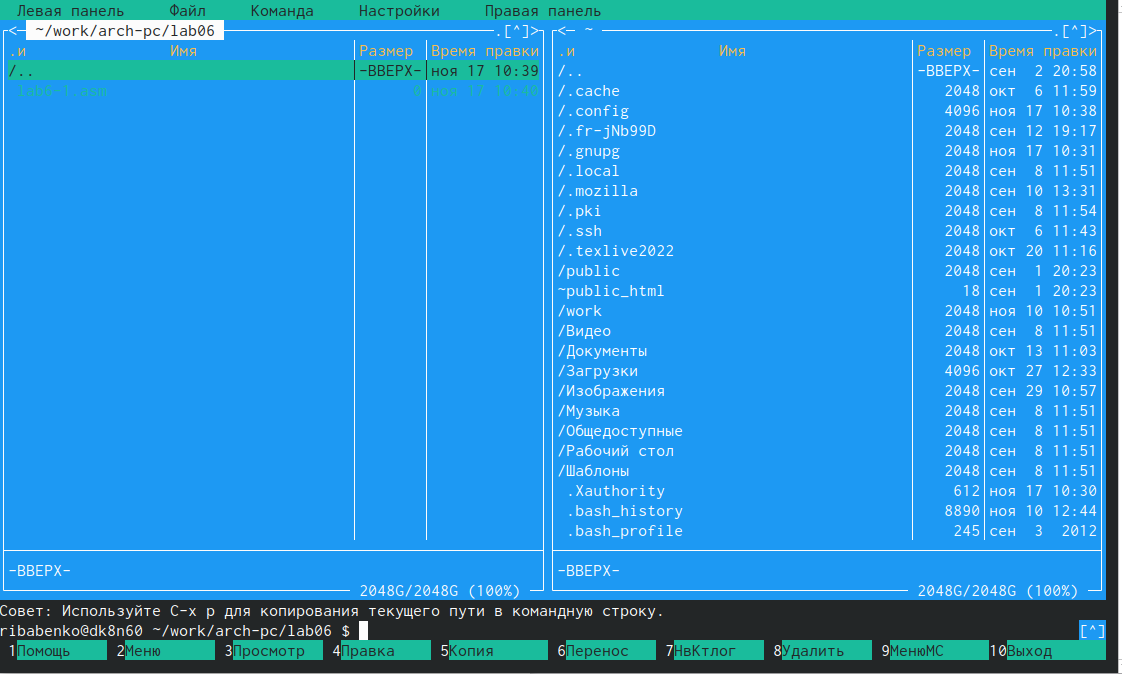 Левая панель Файл Команда Настройки Правая панель
<- ~/work/arch-pc/lab06 .[^]>
.и Имя Размер Время правки
/.. -ВВЕРХ- ноя 17 10:39
lab6-1.asm 0 ноя 17 10:40
-ВВЕРХ-
2048G/2048G (100%)
<- ~ .[^]>
.и Имя Размер Время правки
/.. -ВВЕРХ- сен 2 20:58
/.cache 2048 окт 6 11:59
/.config 4096 ноя 17 10:38
/.fr-jNb99D 2048 сен 12 19:17
/.gnupg 2048 ноя 17 10:31
/.local 2048 сен 8 11:51
/.mozilla 2048 сен 10 13:31
/.pki 2048 сен 8 11:54
/.ssh 2048 окт 6 11:43
/.texlive2022 2048 окт 20 11:16
/public 2048 сен 1 20:23
~public_html 18 сен 1 20:23
/work 2048 ноя 10 10:51
/Видео 2048 сен 8 11:51
/Документы 2048 окт 13 11:03
/Загрузки 4096 окт 27 12:33
/Изображения 2048 сен 29 10:57
/Музыка 2048 сен 8 11:51
/Общедоступные 2048 сен 8 11:51
/Рабочий стол 2048 сен 8 11:51
/Шаблоны 2048 сен 8 11:51
.Xauthority 612 ноя 17 10:30
.bash_history 8890 ноя 10 12:44
.bash_profile 245 сен 3 2012
-ВВЕРХ-
2048G/2048G (100%)
Совет: Используйте C-x p для копирования текущего пути в командную строку.
ribabenko@dk8n60 ~/work/arch-pc/lab06 $ [^]
1Помощь 2Меню 3Просмотр 4Правка 5Копия 6Перенос 7НвКтлог 8Удалить 9МенюМС 10Выход